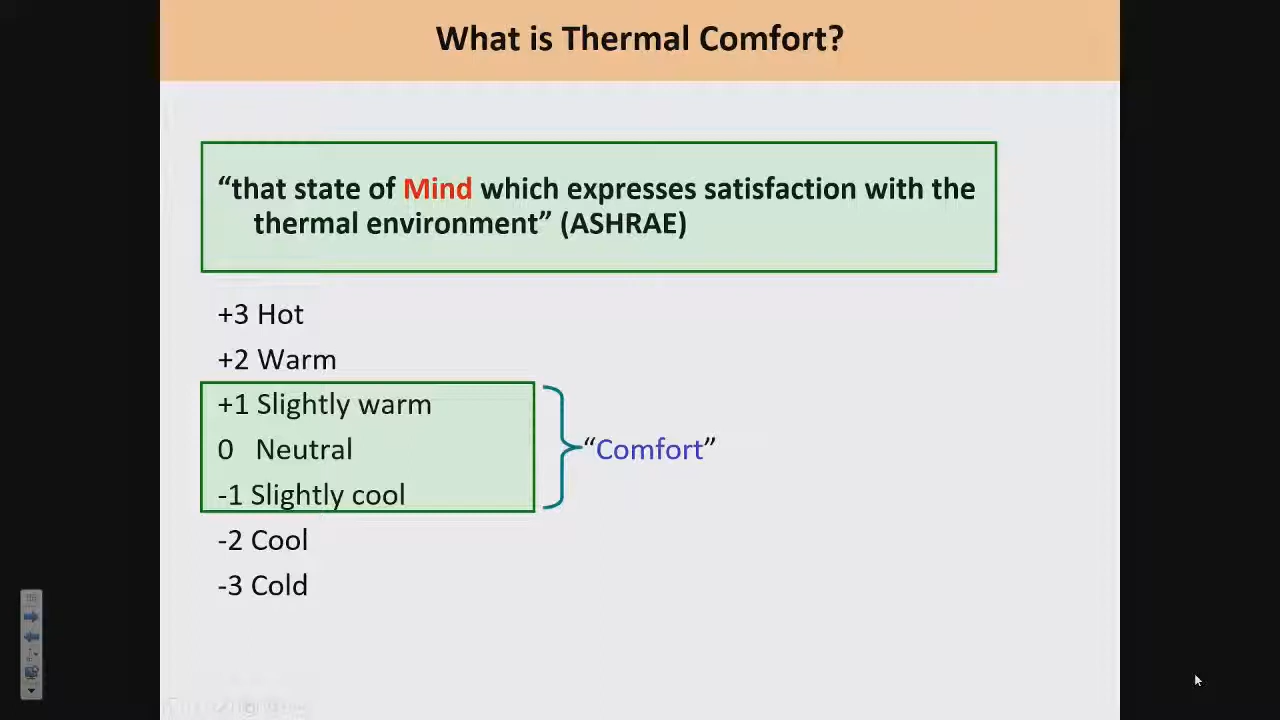 What is Thermal Comfort?
“that state of Mind which expresses satisfaction with the
thermal environment” (ASHRAE)
+3 Hot
+2 Warm
+1 Slightly warm
0 Neutral
-1 Slightly cool
“Comfort”
-2 Cool
-3 Cold